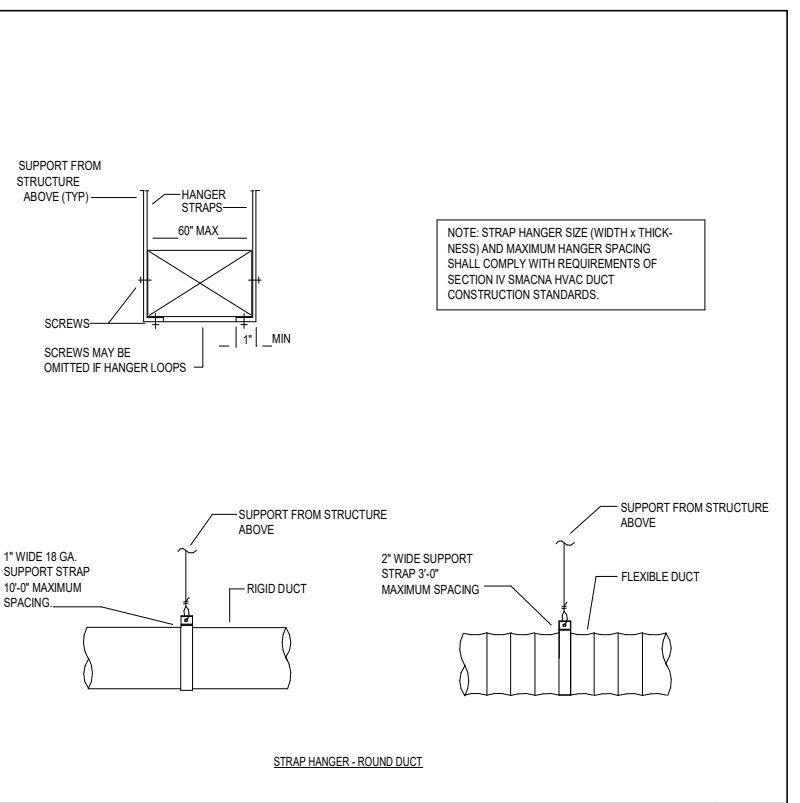 SUPPORT FROM
STRUCTURE
ABOVE (TYP)
HANGER
STRAPS
60" MAX
SCREWS
1" MIN
SCREWS MAY BE
OMITTED IF HANGER LOOPS
NOTE: STRAP HANGER SIZE (WIDTH x THICK-
NESS) AND MAXIMUM HANGER SPACING
SHALL COMPLY WITH REQUIREMENTS OF
SECTION IV SMACNA HVAC DUCT
CONSTRUCTION STANDARDS.
SUPPORT FROM STRUCTURE
ABOVE
1" WIDE 18 GA.
SUPPORT STRAP
10'-0" MAXIMUM
SPACING.
RIGID DUCT
SUPPORT FROM STRUCTURE
ABOVE
2" WIDE SUPPORT
STRAP 3'-0"
MAXIMUM SPACING
FLEXIBLE DUCT
STRAP HANGER - ROUND DUCT